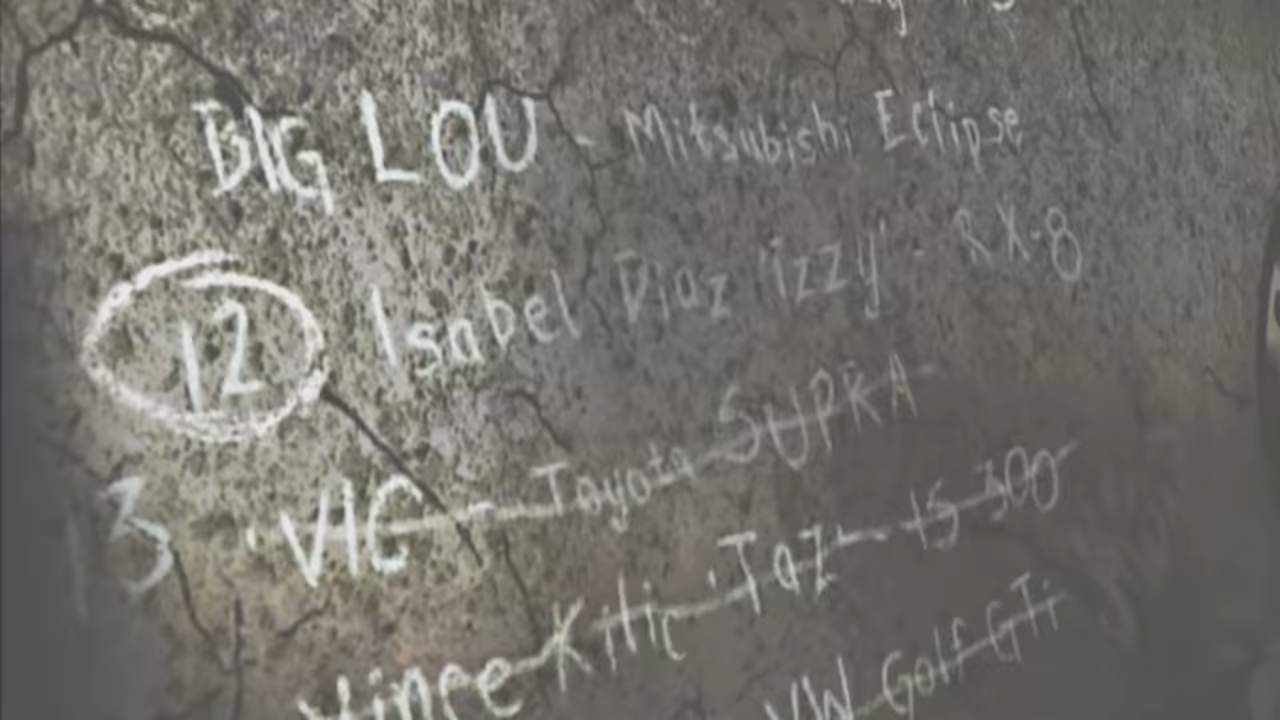 BIG LOU - Mitsubishi Eclipse
12 Isabel Diaz 'izzy' - RX-8
13 'VIC - Toyota SUPRA
Vince Kilic 'Taz' - IS 300
VW Golf GTi